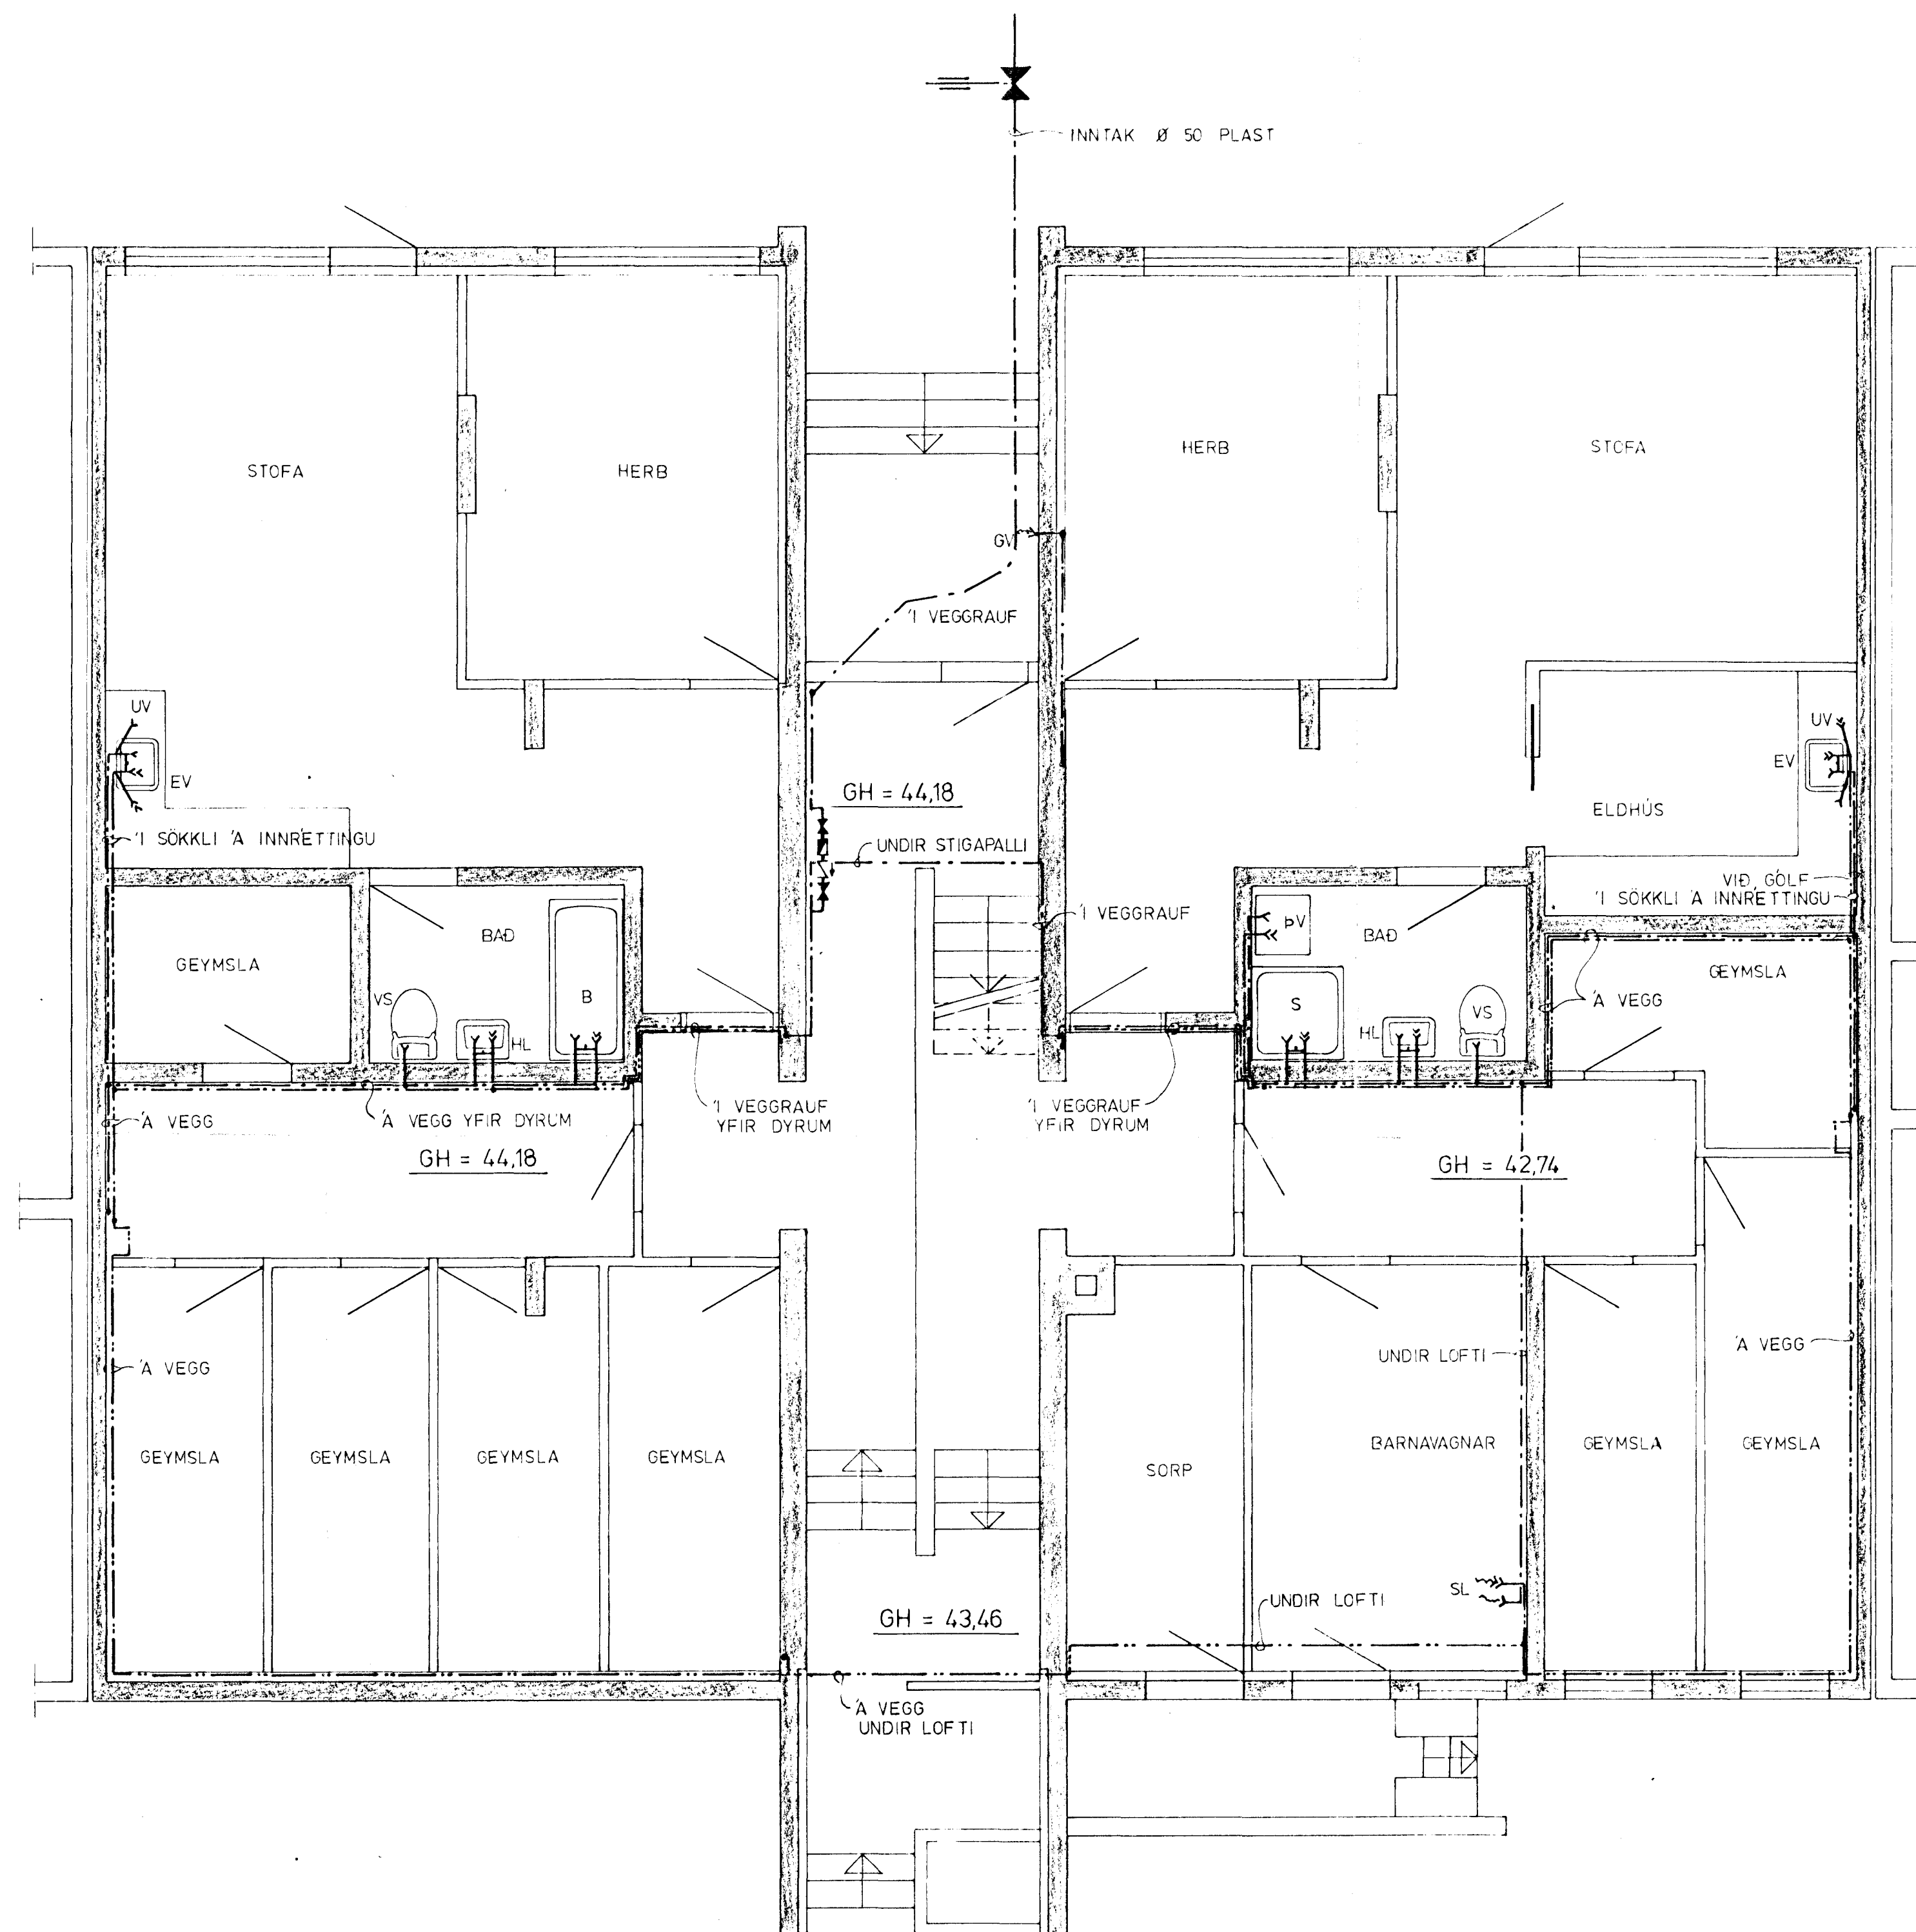 INNTAK Ø 50 PLAST
STOFA
HERB
HERB
STOFA
GV
'I VEGGRAUF
UV
EV
'I SÖKKLI 'A INNRÉTTINGU
GH = 44,18
UNDIR STIGAPALLI
UV
EV
ELDHÚS
VIÐ GÓLF
'I SÖKKLI 'A INNRÉTTINGU
GEYMSLA
BAÐ
VS
HL
B
'I VEGGRAUF
ÞV
BAÐ
S
HL
VS
GEYMSLA
'A VEGG
'A VEGG
'A VEGG YFIR DYRUM
GH = 44,18
'I VEGGRAUF
YFIR DYRUM
'I VEGGRAUF
YFIR DYRUM
GH = 42,74
'A VEGG
UNDIR LOFTI
'A VEGG
GEYMSLA
GEYMSLA
GEYMSLA
GEYMSLA
SORP
BARNAVAGNAR
GEYMSLA
GEYMSLA
SL
UNDIR LOFTI
GH = 43,46
'A VEGG
UNDIR LOFTI